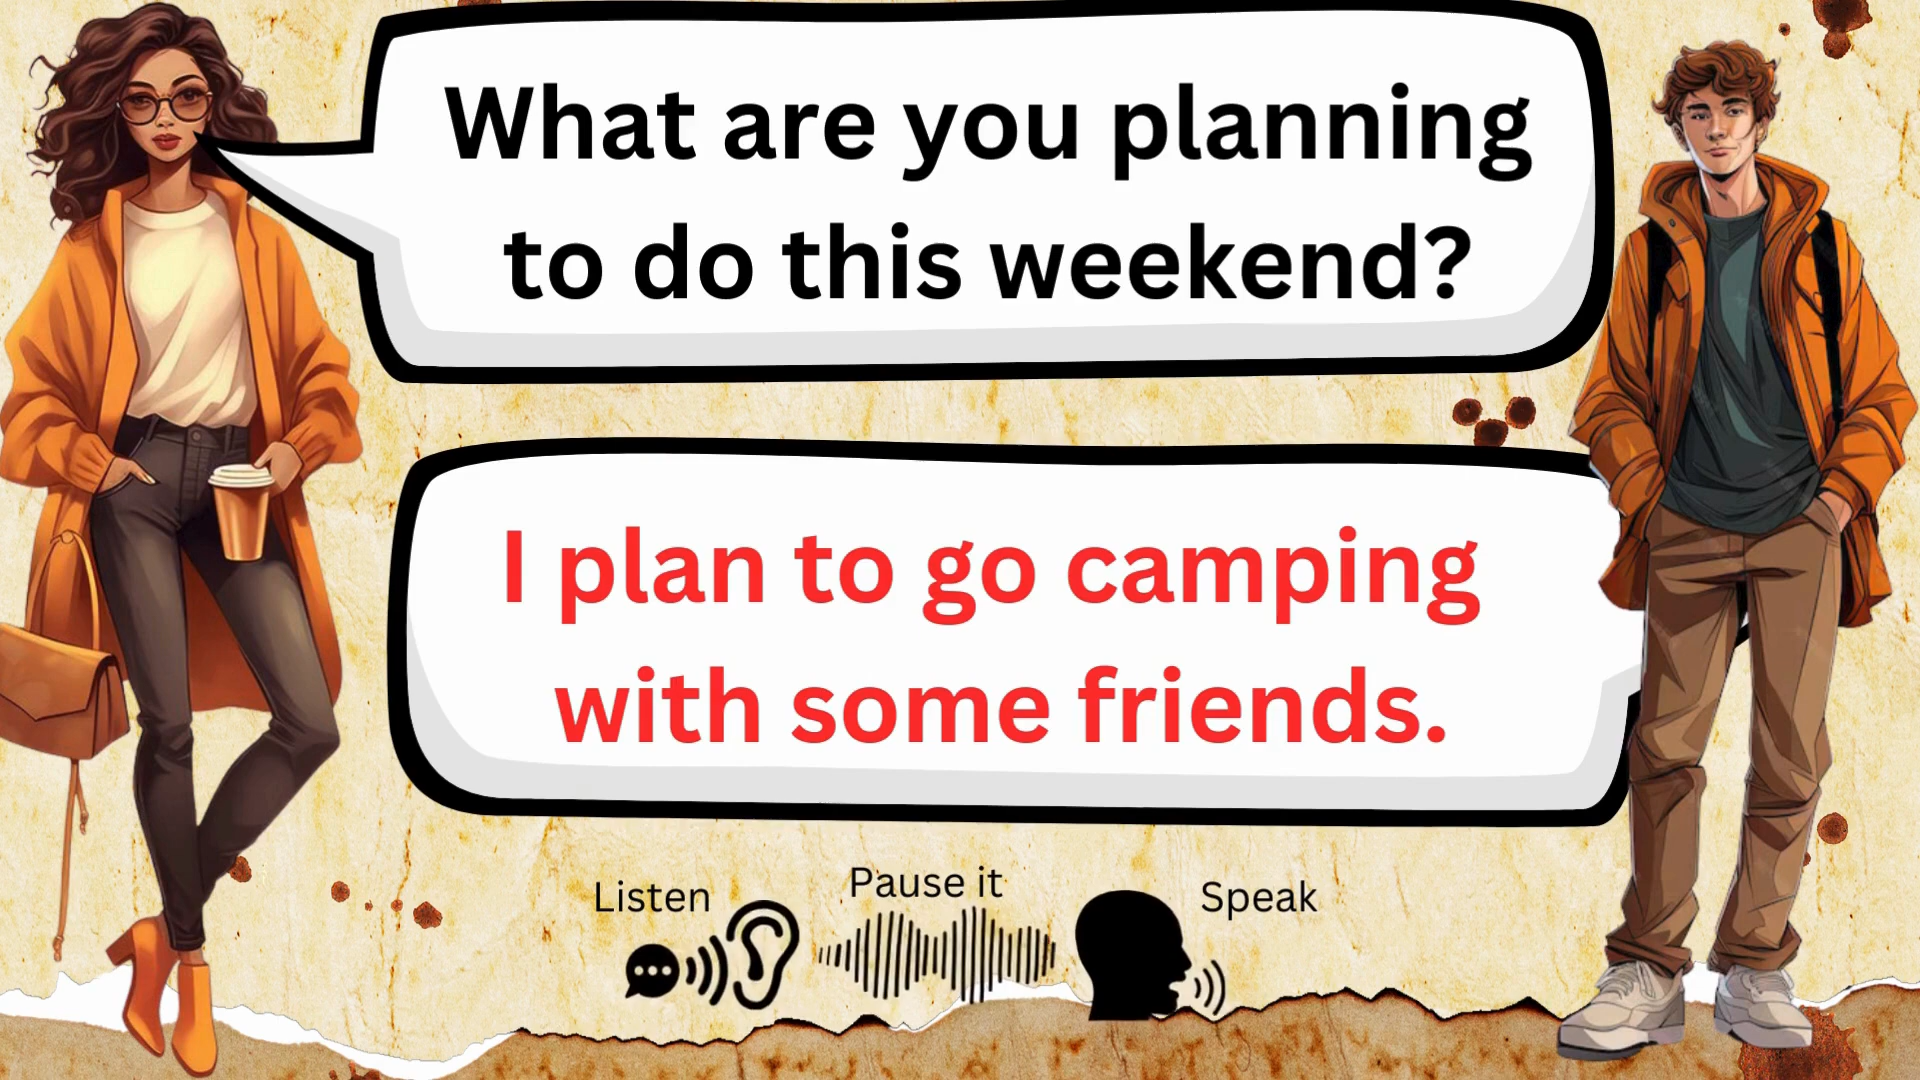 What are you planning
to do this weekend?
I plan to go camping
with some friends.
Listen
Pause it
Speak